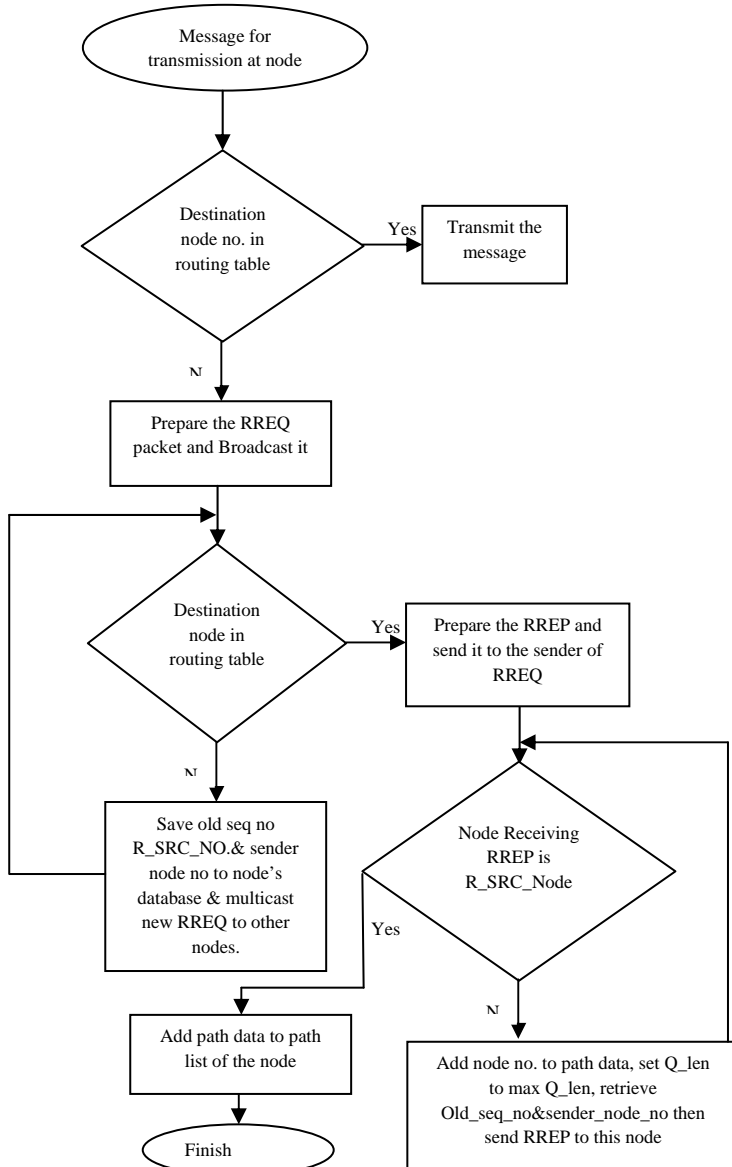 Message for
transmission at node
Destination
node no. in
routing table
Yes
Transmit the
message
N
Prepare the RREQ
packet and Broadcast it
Destination
node in
routing table
Yes
Prepare the RREP and
send it to the sender of
RREQ
N
Save old seq no
R_SRC_NO.& sender
node no to node's
database & multicast
new RREQ to other
nodes.
Node Receiving
RREP is
R_SRC_Node
Yes
N
Add path data to path
list of the node
Add node no. to path data, set Q_len
to max Q_len, retrieve
Old_seq_no&sender_node_no then
send RREP to this node
Finish